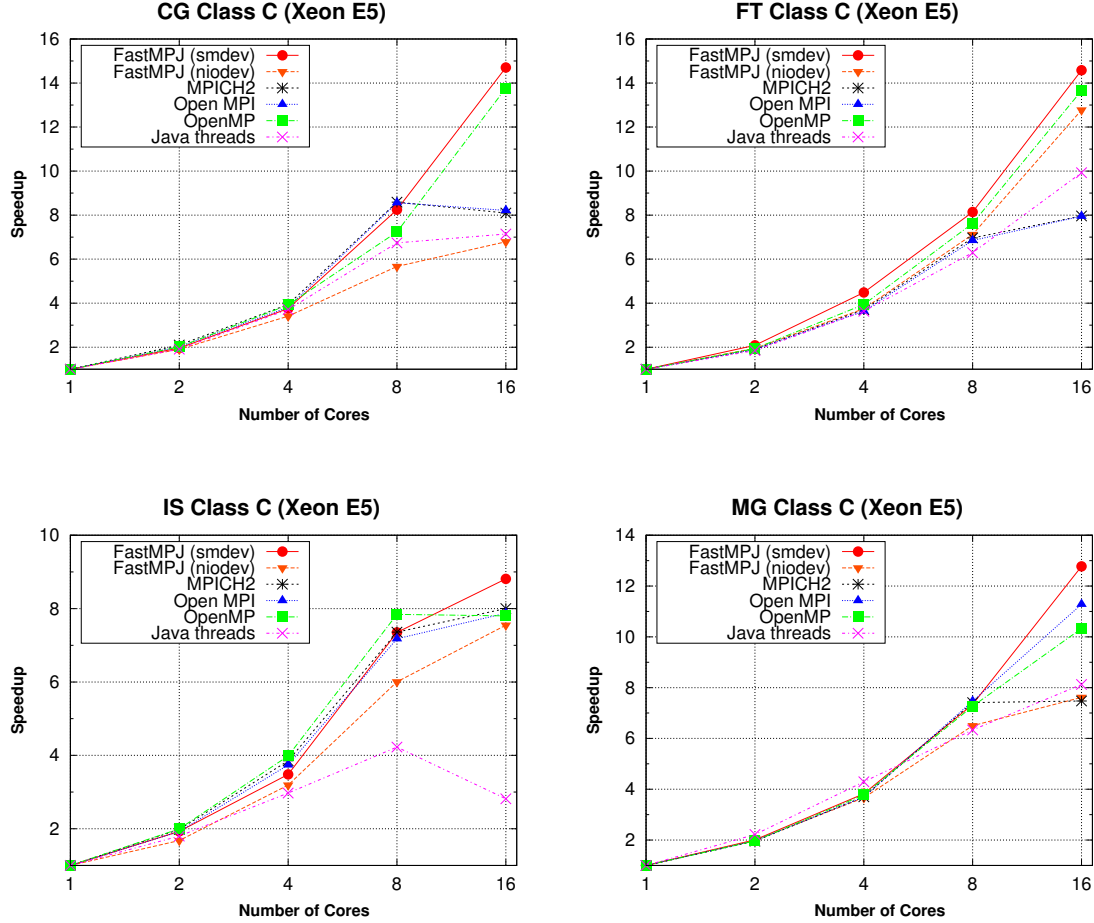 CG Class C (Xeon E5)
16
14
12
10
8
6
4
2
Speedup
FastMPJ (smdev)
FastMPJ (niodev)
MPICH2
Open MPI
OpenMP
Java threads
1 2 4 8 16
Number of Cores
FT Class C (Xeon E5)
16
14
12
10
8
6
4
2
Speedup
FastMPJ (smdev)
FastMPJ (niodev)
MPICH2
Open MPI
OpenMP
Java threads
1 2 4 8 16
Number of Cores
IS Class C (Xeon E5)
10
8
6
4
2
Speedup
FastMPJ (smdev)
FastMPJ (niodev)
MPICH2
Open MPI
OpenMP
Java threads
1 2 4 8 16
Number of Cores
MG Class C (Xeon E5)
14
12
10
8
6
4
2
Speedup
FastMPJ (smdev)
FastMPJ (niodev)
MPICH2
Open MPI
OpenMP
Java threads
1 2 4 8 16
Number of Cores